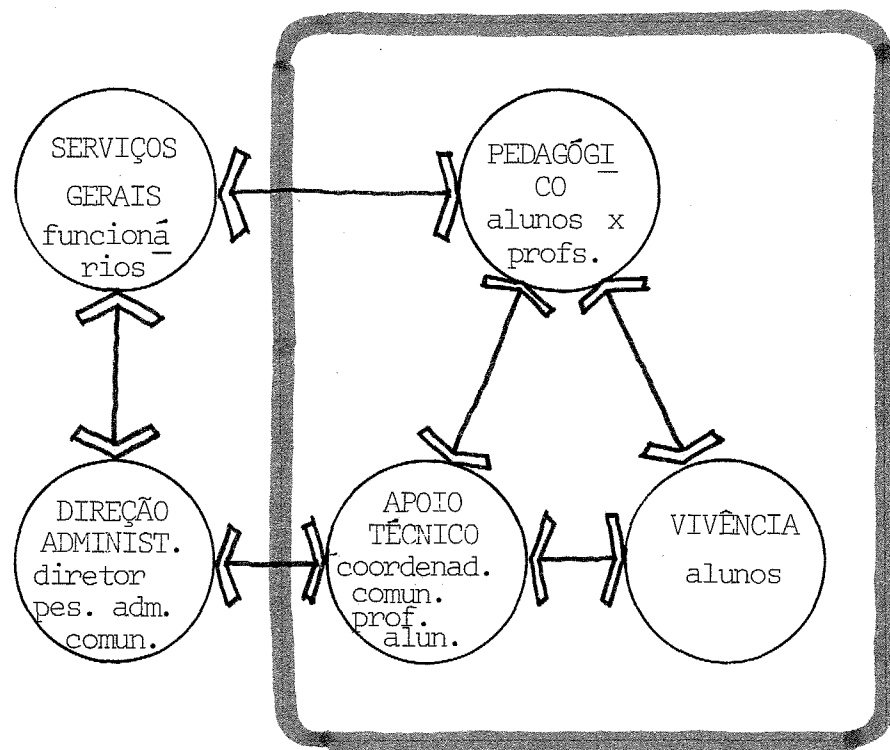 SERVIÇOS
GERAIS
funcioná
rios
PEDAGÓGI
CO
alunos x
profs.
DIREÇÃO
ADMINIST.
diretor
pes. adm.
comun.
APOIO
TÉCNICO
coordenad.
comun.
prof.
alun.
VIVÊNCIA
alunos